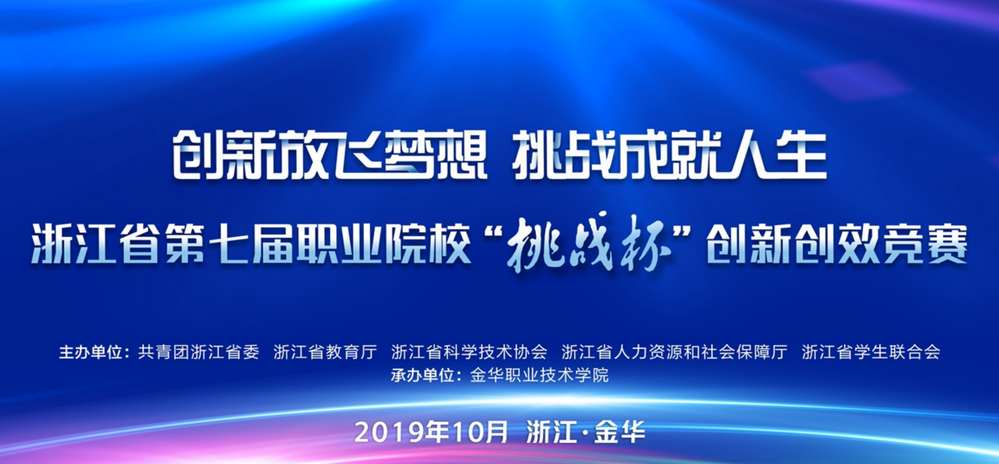 创新放飞梦想 挑战成就人生
浙江省第七届职业院校“挑战杯”创新创效竞赛
主办单位：共青团浙江省委 浙江省教育厅 浙江省科学技术协会 浙江省人力资源和社会保障厅 浙江省学生联合会
承办单位：金华职业技术学院
2019年10月 浙江·金华